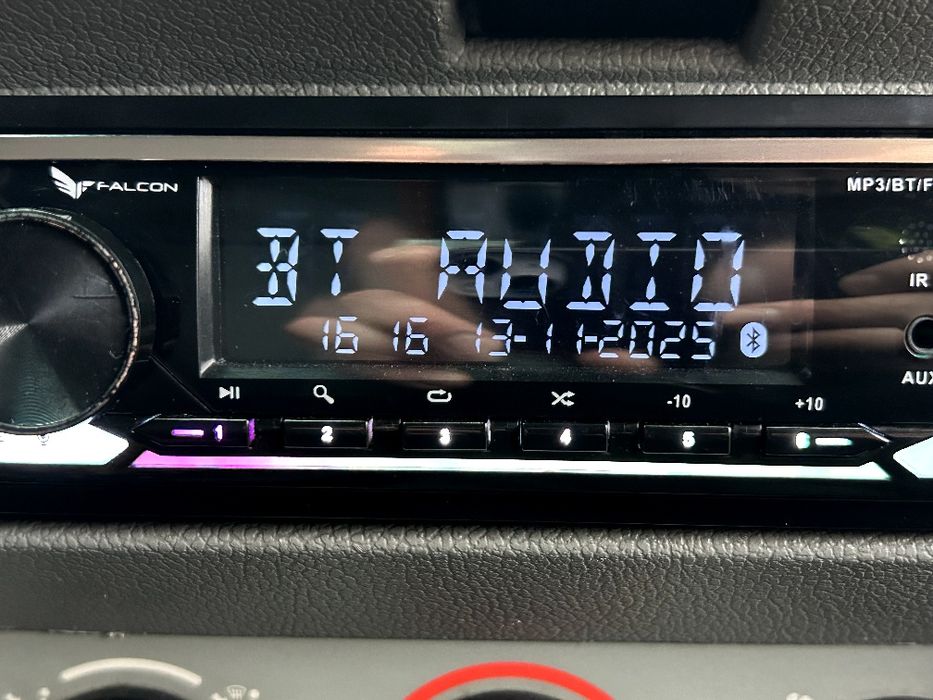 FALCON
MP3/BT/F
BT AUDIO
IR
16 16 13-11-2025
AUX
-10
+10
1 2 3 4 5 6